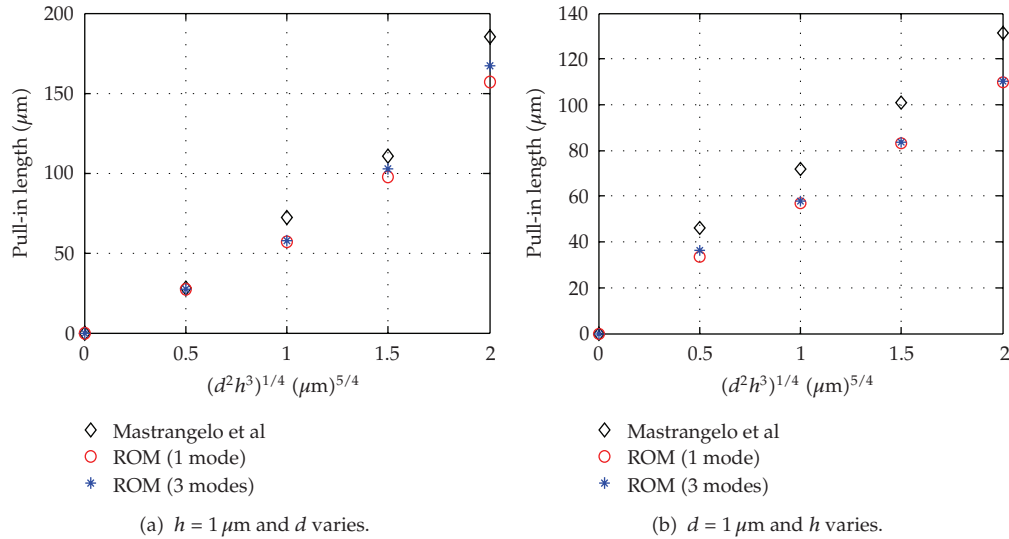 200
150
100
50
0
Pull-in length (μm)
0 0.5 1 1.5 2
(d²h³)^{1/4} (μm)^{5/4}
Mastrangelo et al
ROM (1 mode)
ROM (3 modes)
(a) h = 1 μm and d varies.
140
120
100
80
60
40
20
0
Pull-in length (μm)
0 0.5 1 1.5 2
(d²h³)^{1/4} (μm)^{5/4}
Mastrangelo et al
ROM (1 mode)
ROM (3 modes)
(b) d = 1 μm and h varies.